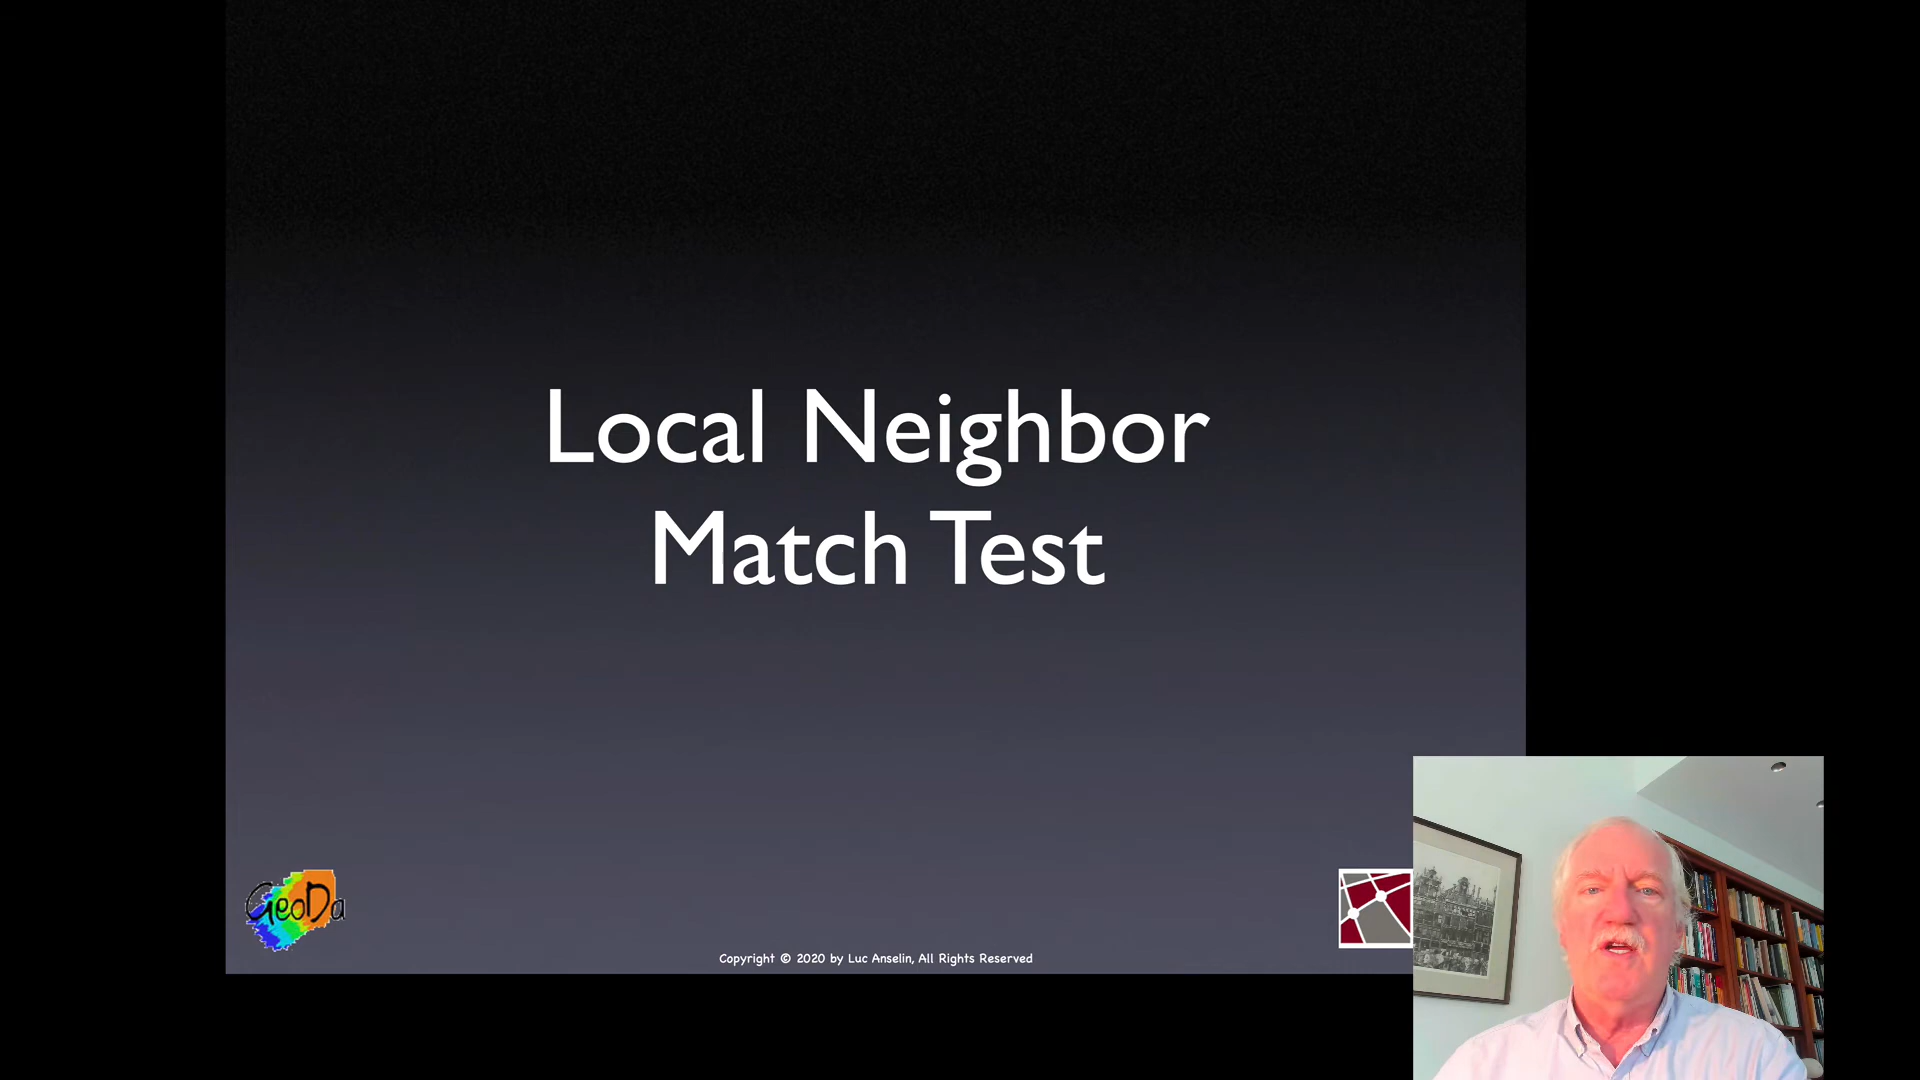 Local Neighbor
Match Test
GeoDa
Copyright © 2020 by Luc Anselin, All Rights Reserved